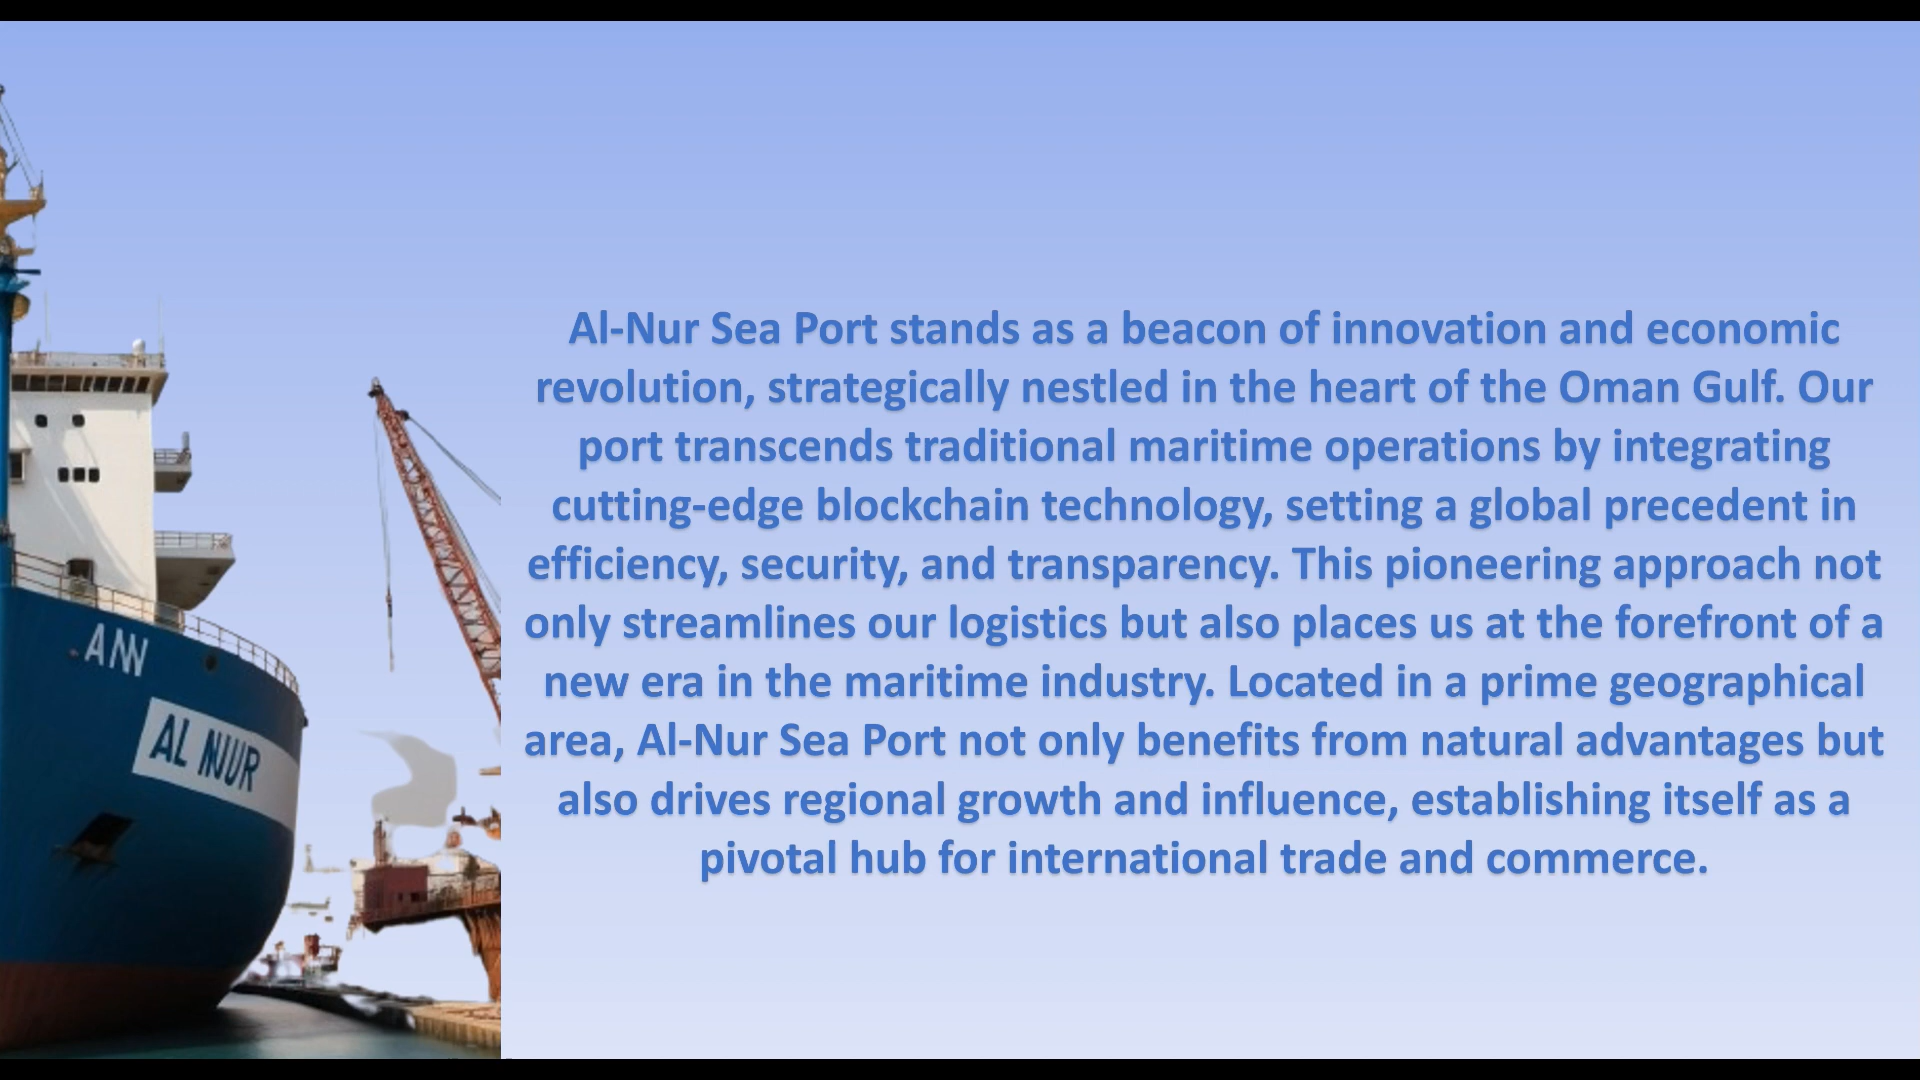 Al-Nur Sea Port stands as a beacon of innovation and economic
revolution, strategically nestled in the heart of the Oman Gulf. Our
port transcends traditional maritime operations by integrating
cutting-edge blockchain technology, setting a global precedent in
efficiency, security, and transparency. This pioneering approach not
only streamlines our logistics but also places us at the forefront of a
new era in the maritime industry. Located in a prime geographical
area, Al-Nur Sea Port not only benefits from natural advantages but
also drives regional growth and influence, establishing itself as a
pivotal hub for international trade and commerce.
AL NUUR